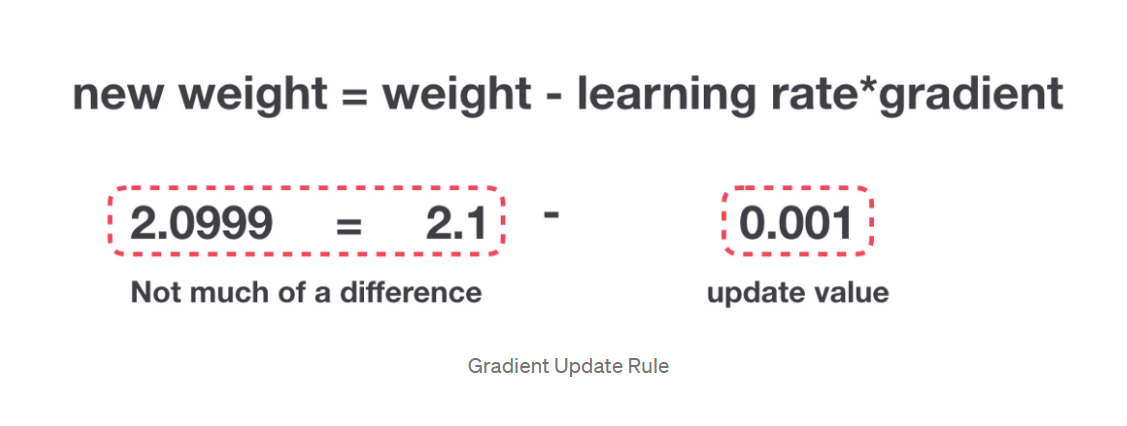 new weight = weight - learning rate*gradient
2.0999 = 2.1 - 0.001
Not much of a difference update value
Gradient Update Rule